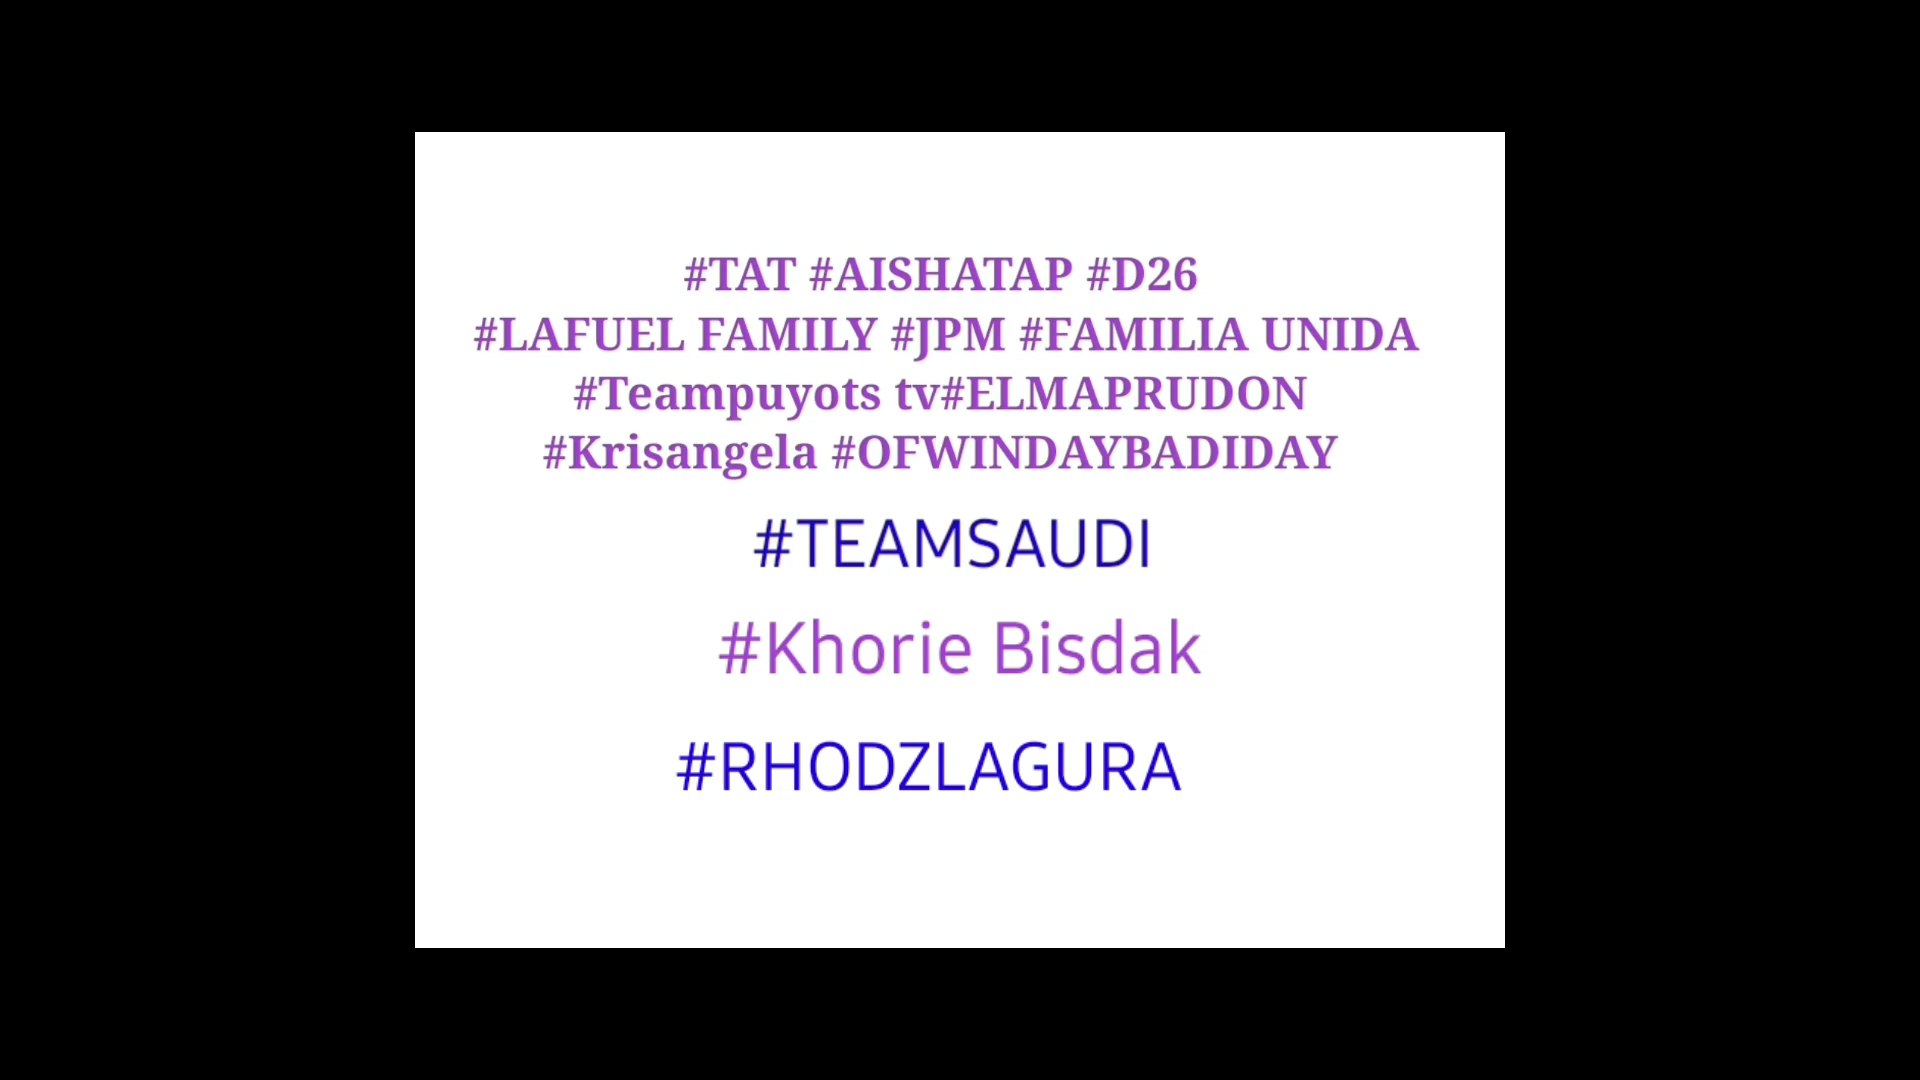 #TAT #AISHATAP #D26
#LAFUEL FAMILY #JPM #FAMILIA UNIDA
#Teampuyots tv#ELMAPRUDON
#Krisangela #OFWINDAYBADIDAY
#TEAMSAUDI
#Khorie Bisdak
#RHODZLAGURA